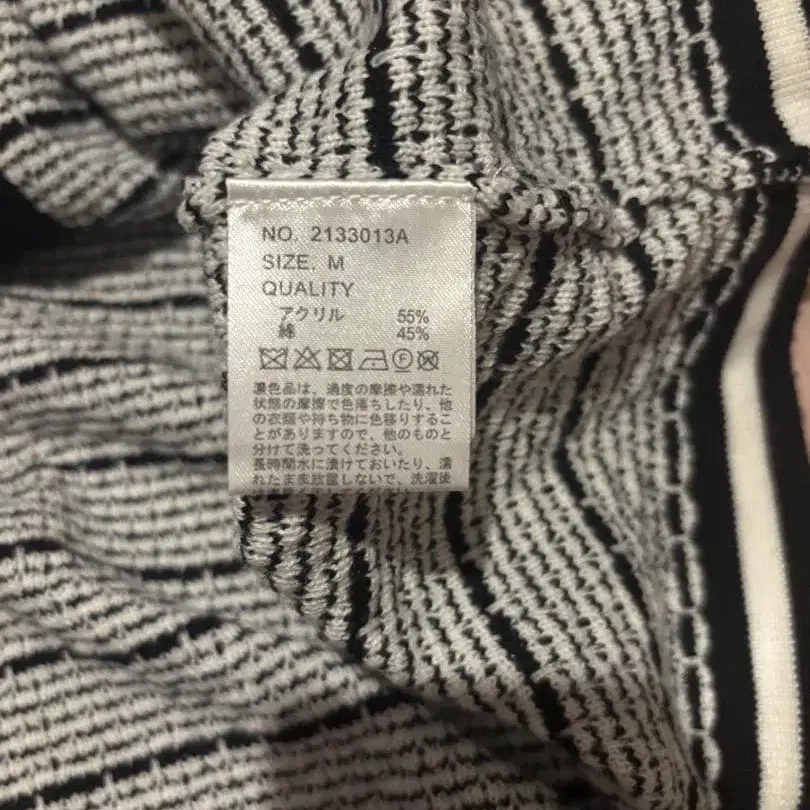 NO. 2133013A
SIZE. M
QUALITY
アクリル 55%
綿 45%
濃色品は、過度の摩擦や濡れた
状態の摩擦で色落ちしたり、他
の衣類や持ち物に色移りするこ
とがありますので、他のものと
分けて洗ってください。
長時間水に漬けておいたり、濡
れたまま放置しないで、洗濯後